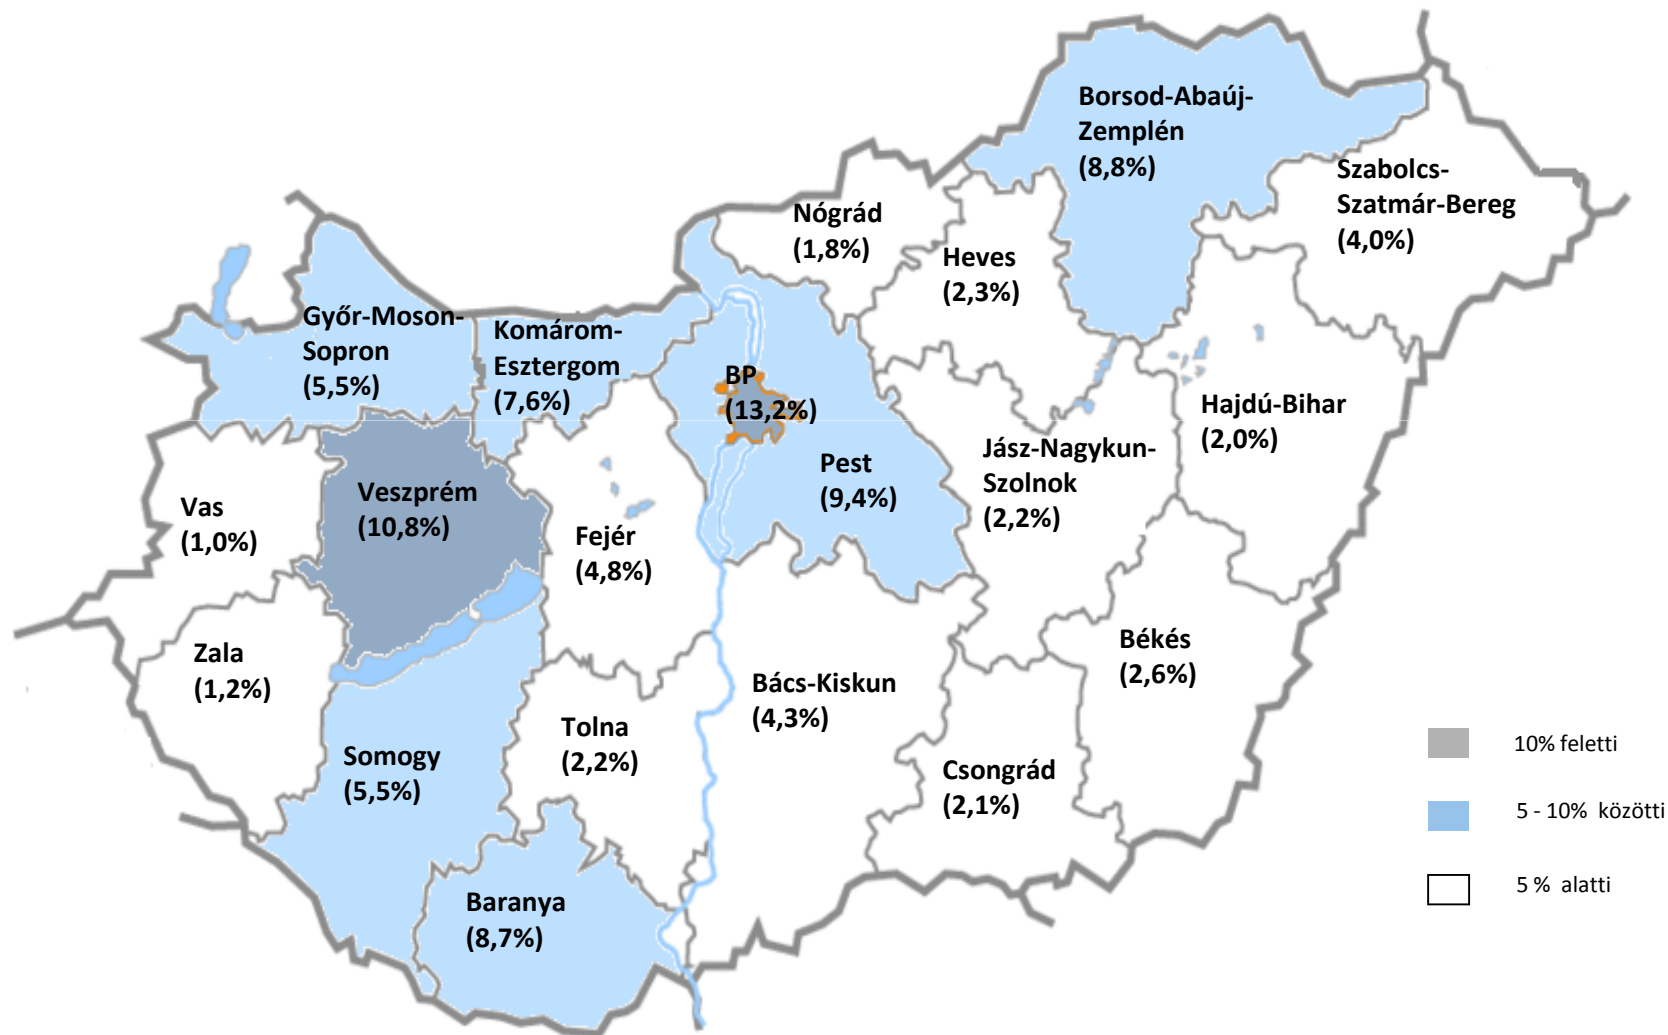 Borsod-Abaúj-
Zemplén
(8,8%)
Szabolcs-
Szatmár-Bereg
(4,0%)
Nógrád
(1,8%)
Heves
(2,3%)
Győr-Moson-
Sopron
(5,5%)
Komárom-
Esztergom
(7,6%)
BP
(13,2%)
Hajdú-Bihar
(2,0%)
Jász-Nagykun-
Szolnok
(2,2%)
Pest
(9,4%)
Vas
(1,0%)
Veszprém
(10,8%)
Fejér
(4,8%)
Zala
(1,2%)
Békés
(2,6%)
Bács-Kiskun
(4,3%)
Tolna
(2,2%)
Somogy
(5,5%)
Csongrád
(2,1%)
Baranya
(8,7%)
10% feletti
5 - 10% közötti
5 % alatti